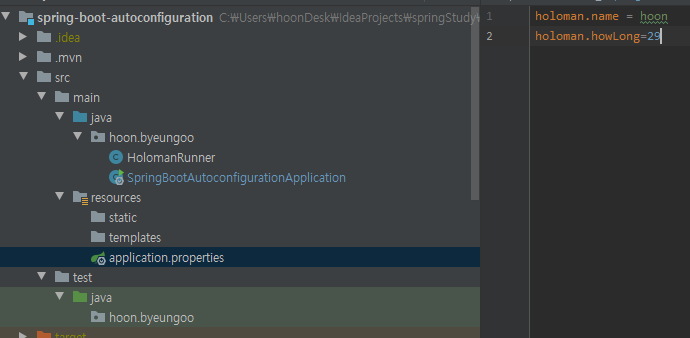 spring-boot-autoconfiguration C:₩Users₩hoonDesk₩IdeaProjects₩springStudy₩
.idea
.mvn
src
main
java
hoon.byeungoo
HolomanRunner
SpringBootAutoconfigurationApplication
resources
static
templates
application.properties
test
java
hoon.byeungoo
target
1 holoman.name = hoon
2 holoman.howLong=29